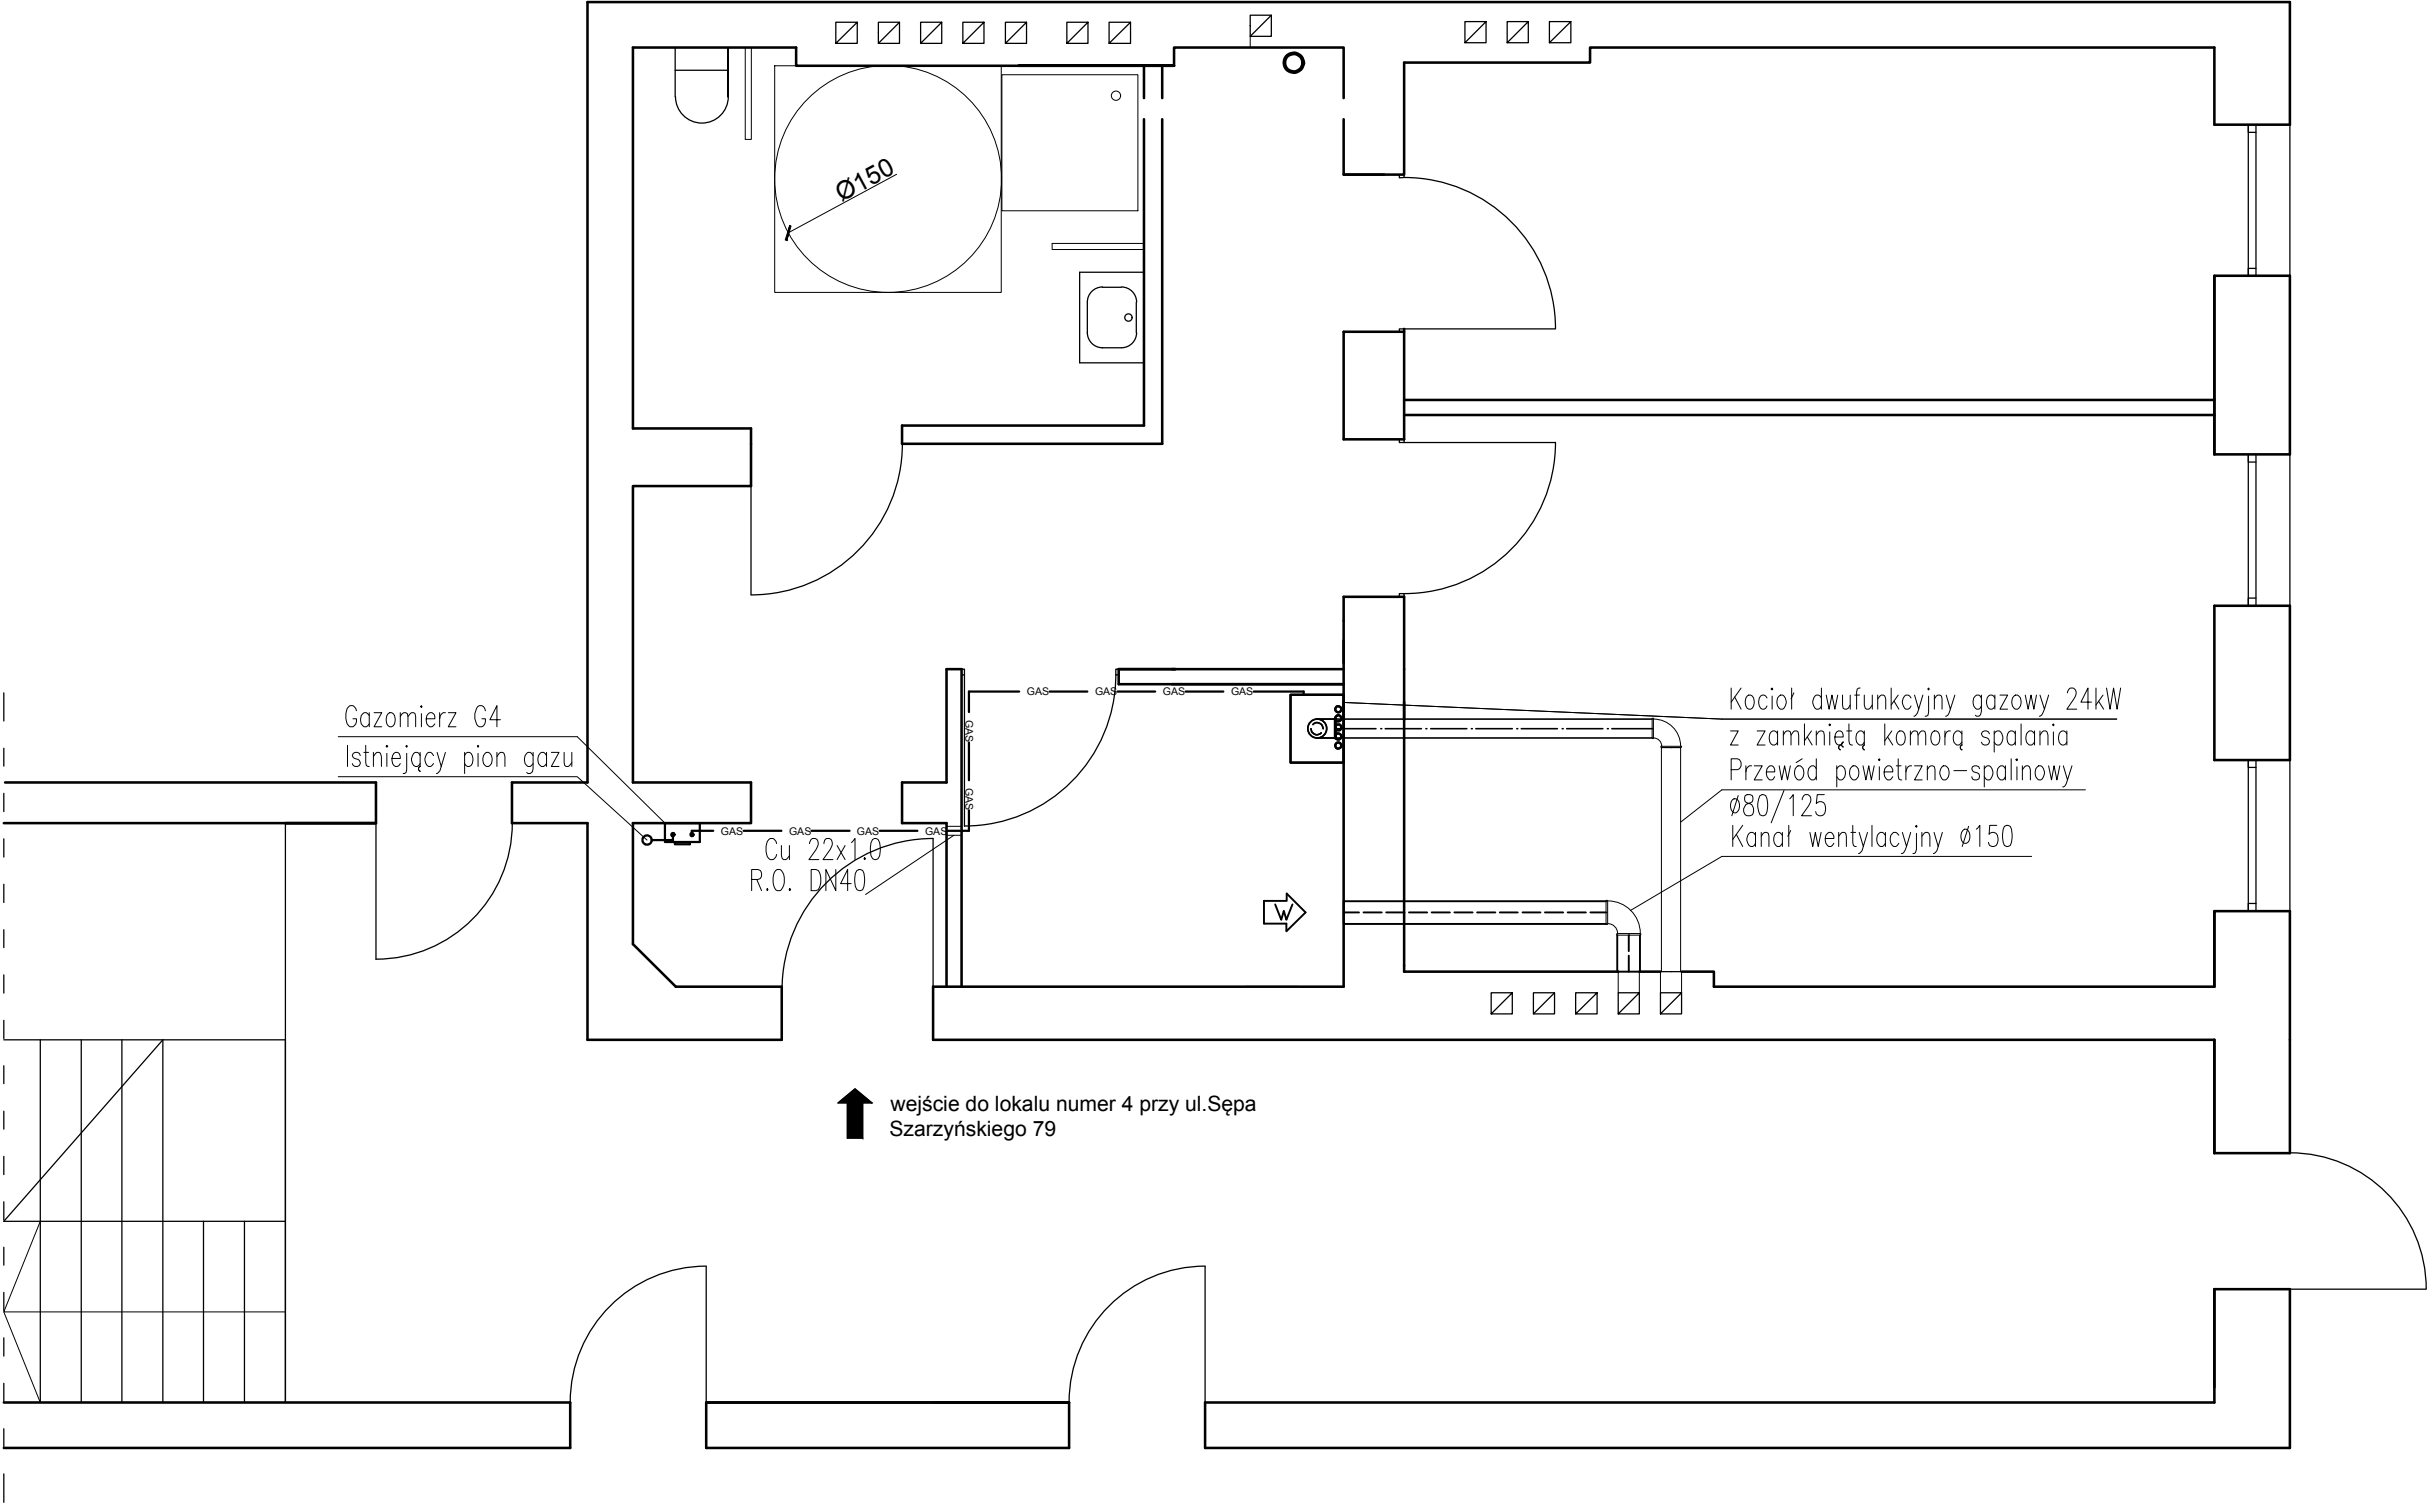 Ø150
Gazomierz G4
Istniejący pion gazu
GAS
GAS
GAS
GAS
GAS
GAS
GAS
GAS
GAS
GAS
Cu 22x1.0
R.O. DN40
Kocioł dwufunkcyjny gazowy 24kW
z zamkniętą komorą spalania
Przewód powietrzno-spalinowy
ø80/125
Kanał wentylacyjny ø150
W
wejście do lokalu numer 4 przy ul.Sępa
Szarzyńskiego 79